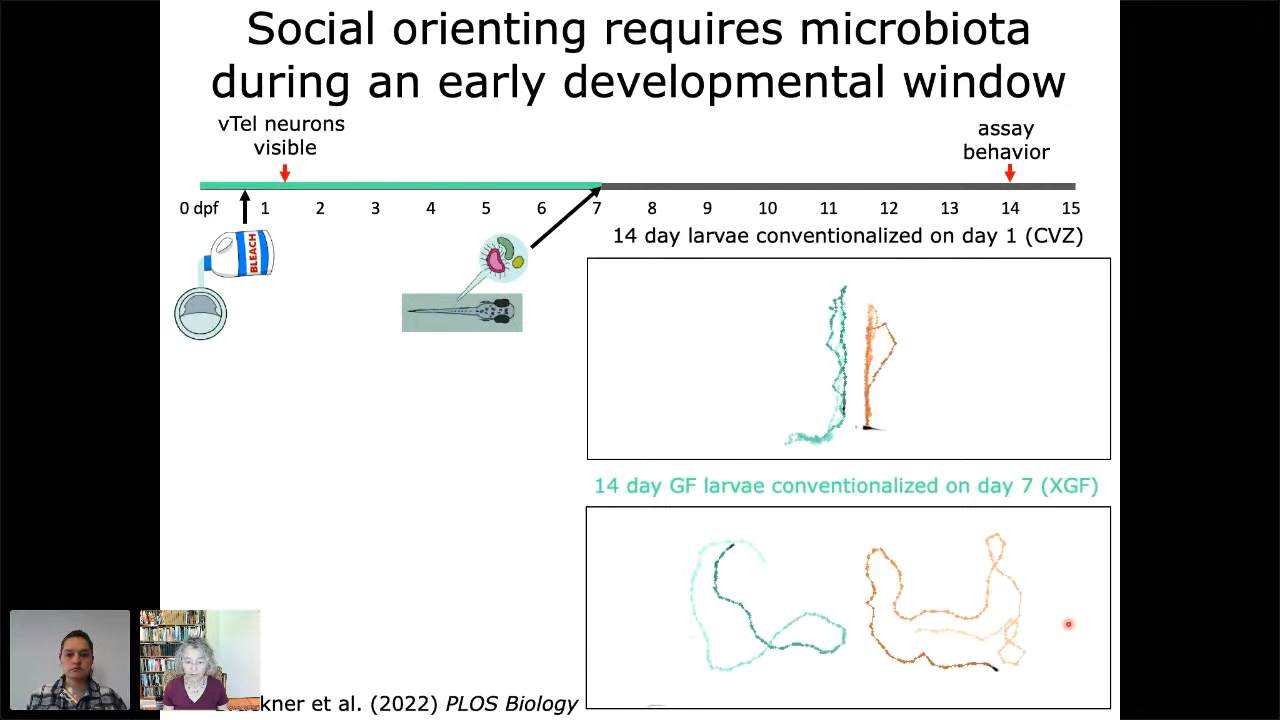 Social orienting requires microbiota
during an early developmental window
vTel neurons
visible
assay
behavior
0 dpf 1 2 3 4 5 6 7 8 9 10 11 12 13 14 15
BLEACH
14 day larvae conventionalized on day 1 (CVZ)
14 day GF larvae conventionalized on day 7 (XGF)
et al. (2022) PLOS Biology